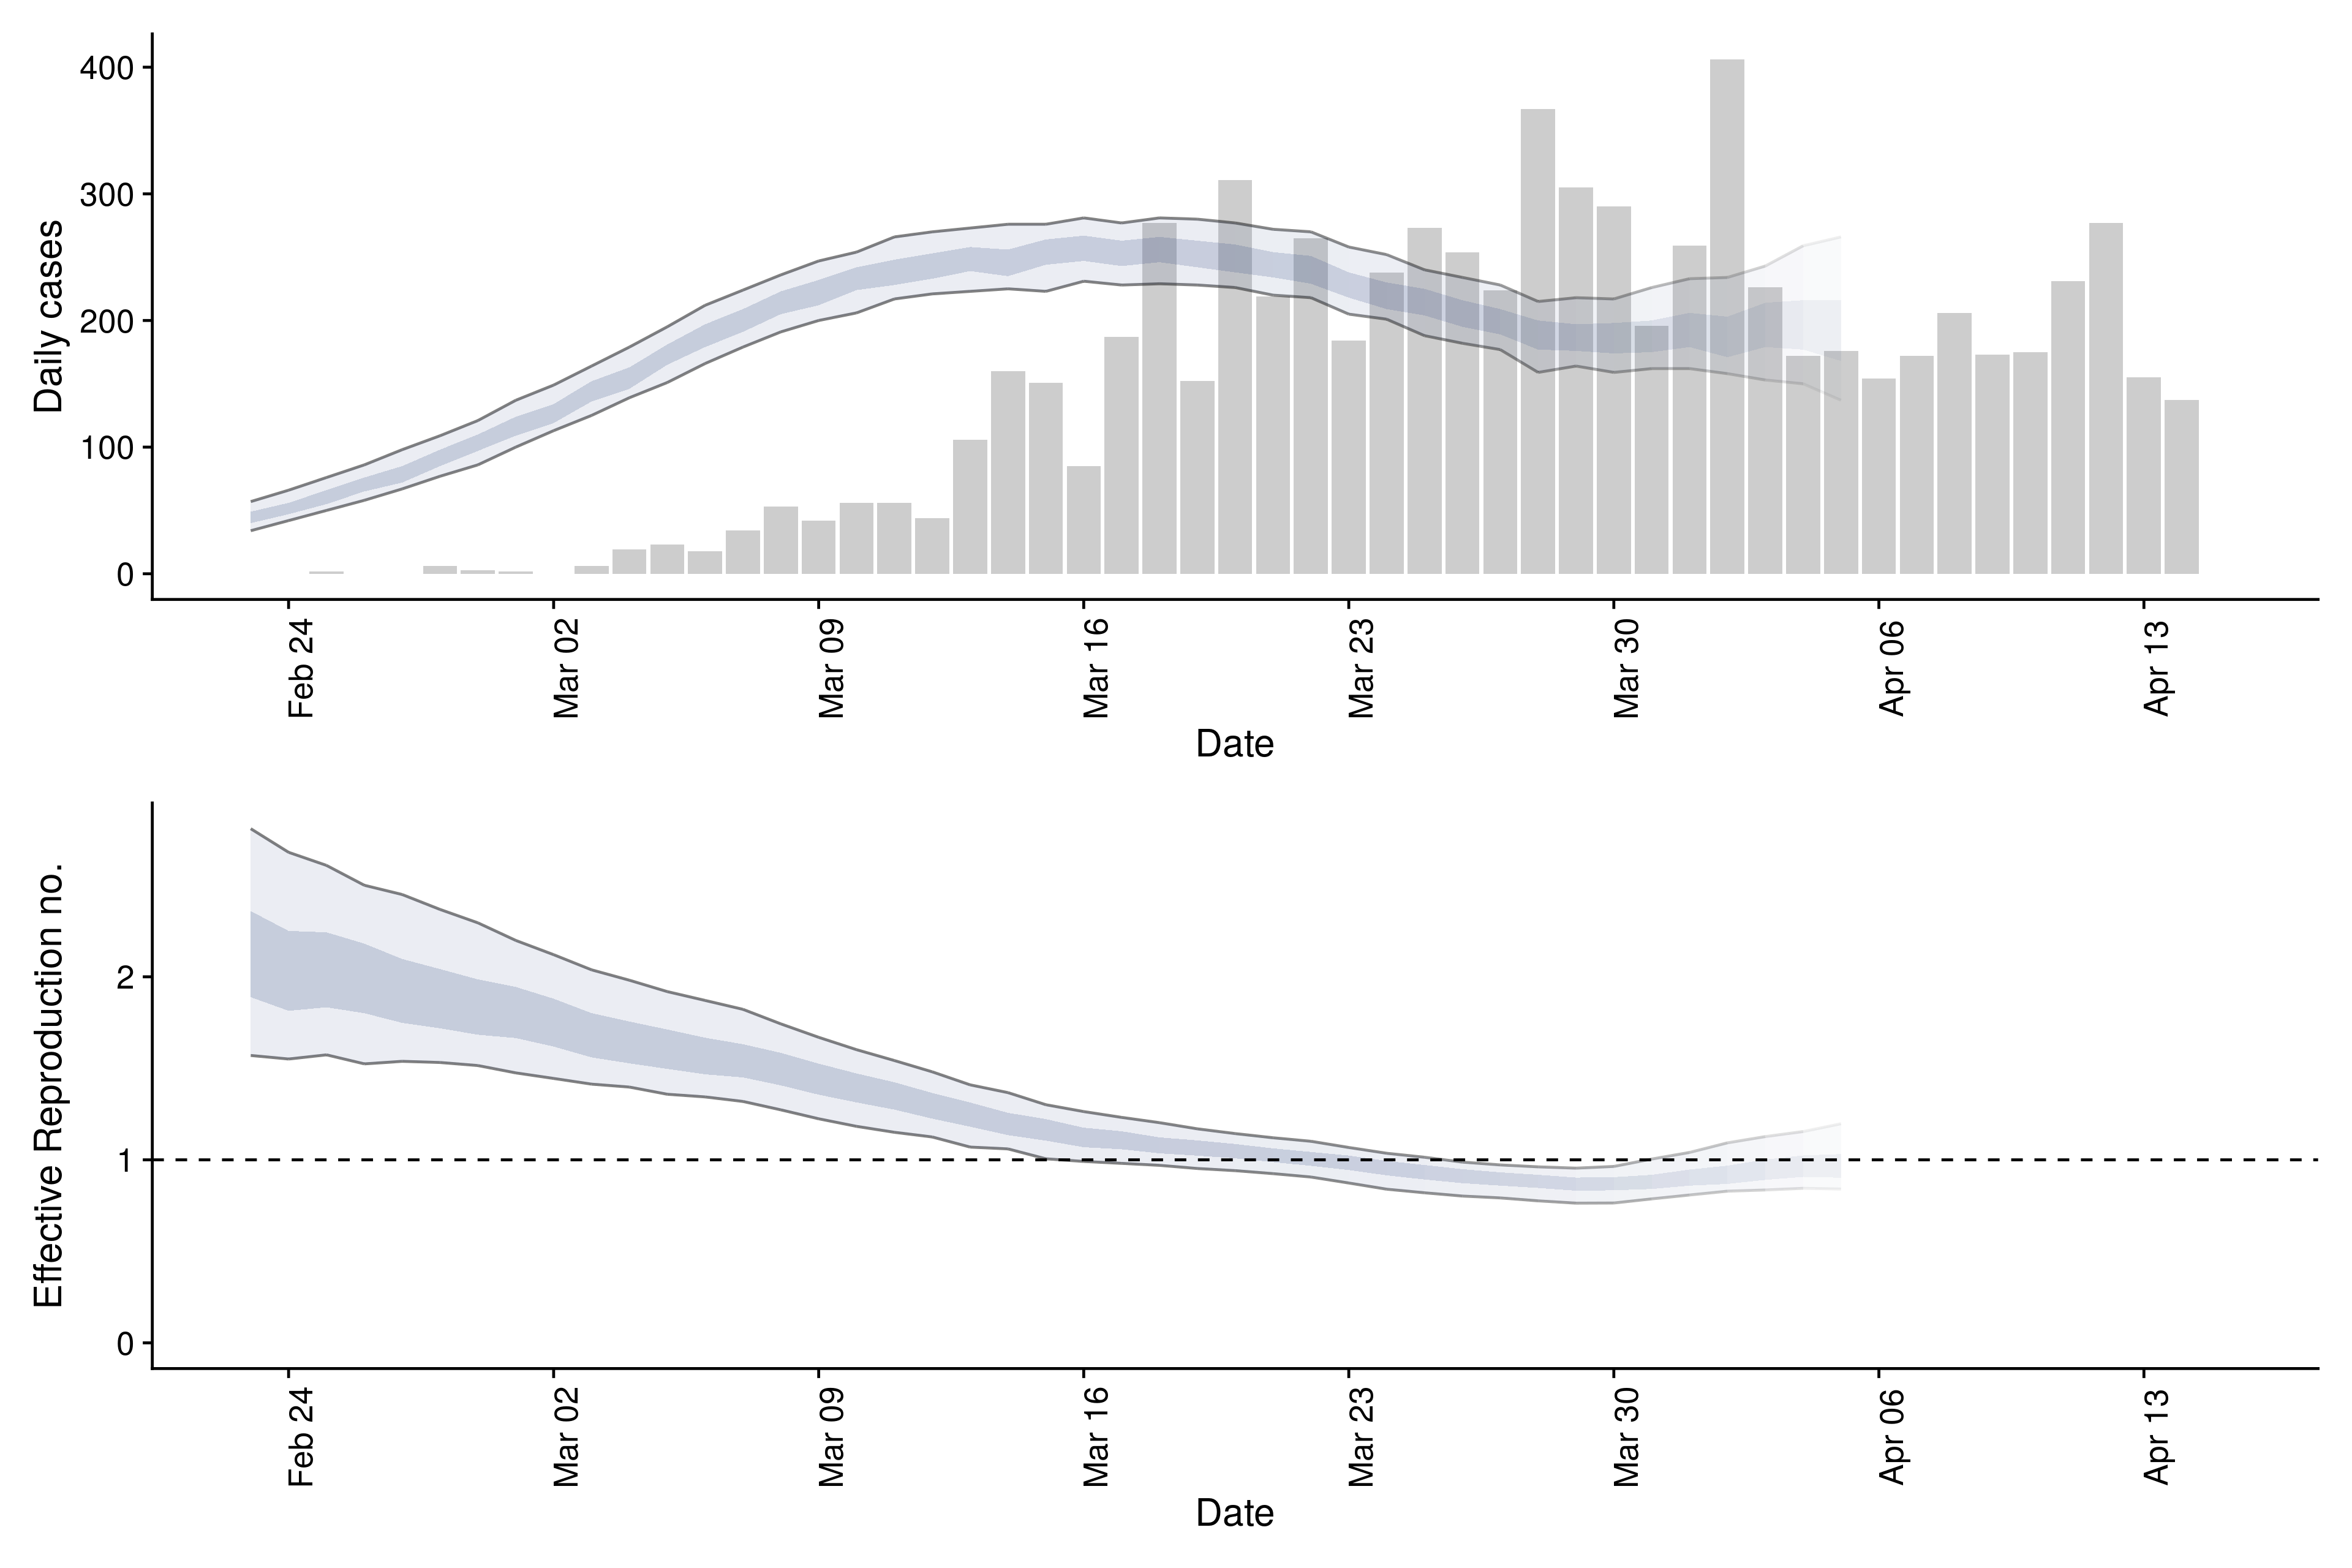 Daily cases
400
300
200
100
0
Feb 24
Mar 02
Mar 09
Mar 16
Mar 23
Mar 30
Apr 06
Apr 13
Date
Effective Reproduction no.
2
1
0
Feb 24
Mar 02
Mar 09
Mar 16
Mar 23
Mar 30
Apr 06
Apr 13
Date